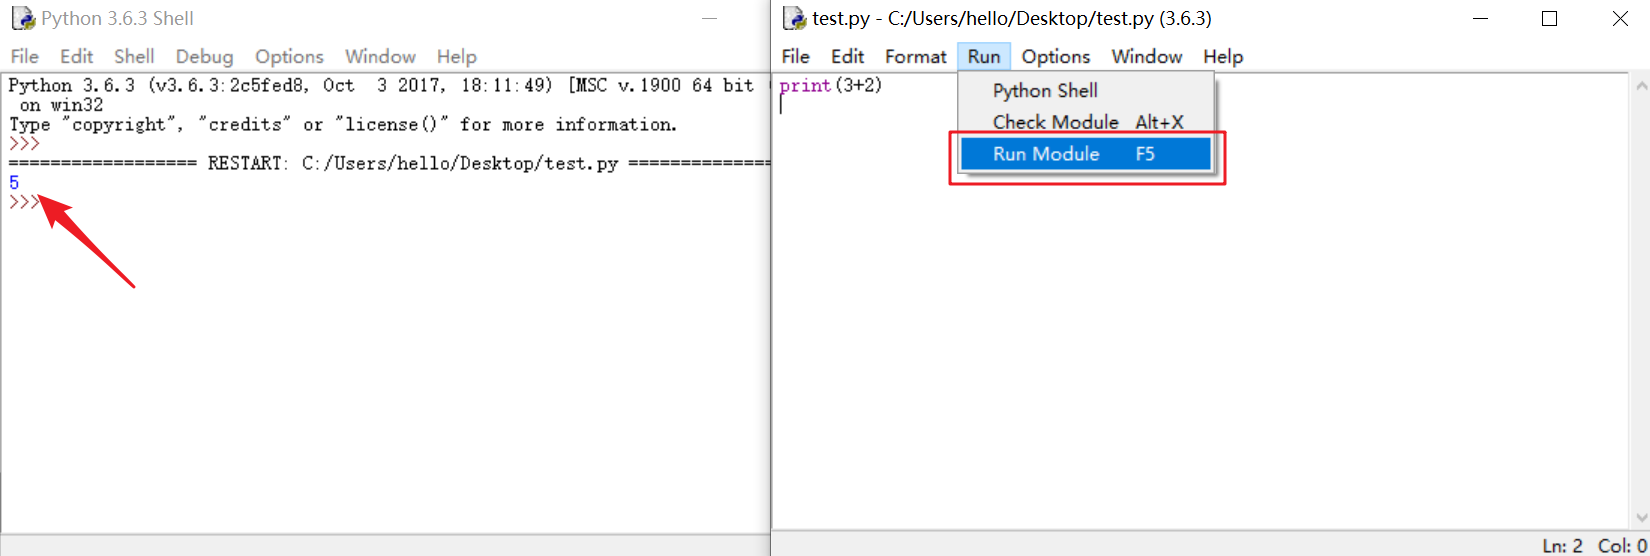 Python 3.6.3 Shell
File Edit Shell Debug Options Window Help
Python 3.6.3 (v3.6.3:2c5fed8, Oct  3 2017, 18:11:49) [MSC v.1900 64 bit
on win32
Type "copyright", "credits" or "license()" for more information.
>>>
================== RESTART: C:/Users/hello/Desktop/test.py ==============
5
>>>
test.py - C:/Users/hello/Desktop/test.py (3.6.3)
File Edit Format Run Options Window Help
print(3+2)
Python Shell
Check Module Alt+X
Run Module F5
Ln: 2 Col: 0